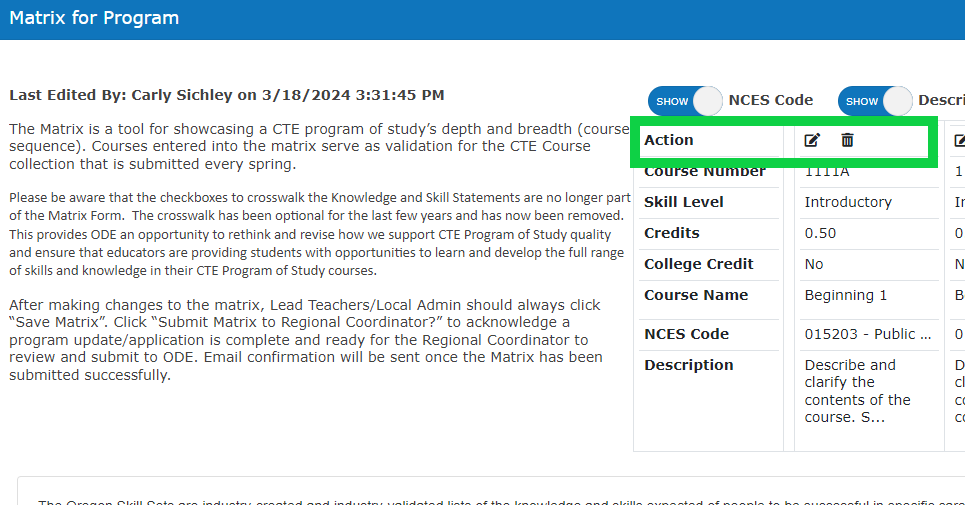 Matrix for Program
Last Edited By: Carly Sichley on 3/18/2024 3:31:45 PM
The Matrix is a tool for showcasing a CTE program of study’s depth and breadth (course
sequence). Courses entered into the matrix serve as validation for the CTE Course
collection that is submitted every spring.
Please be aware that the checkboxes to crosswalk the Knowledge and Skill Statements are no longer part
of the Matrix Form.  The crosswalk has been optional for the last few years and has now been removed.
This provides ODE an opportunity to rethink and revise how we support CTE Program of Study quality
and ensure that educators are providing students with opportunities to learn and develop the full range
of skills and knowledge in their CTE Program of Study courses.
After making changes to the matrix, Lead Teachers/Local Admin should always click
“Save Matrix”. Click “Submit Matrix to Regional Coordinator?” to acknowledge a
program update/application is complete and ready for the Regional Coordinator to
review and submit to ODE. Email confirmation will be sent once the Matrix has been
submitted successfully.
SHOW NCES Code SHOW Descri
Action
Course Number 1111A 1
Skill Level Introductory In
Credits 0.50 0
College Credit No N
Course Name Beginning 1 B
NCES Code 015203 - Public ... 0
Description Describe and
clarify the
contents of the
course. S...
The Oregon Skill Sets are industry-created and industry-validated lists of the knowledge and skills expected of people to be successful in specific